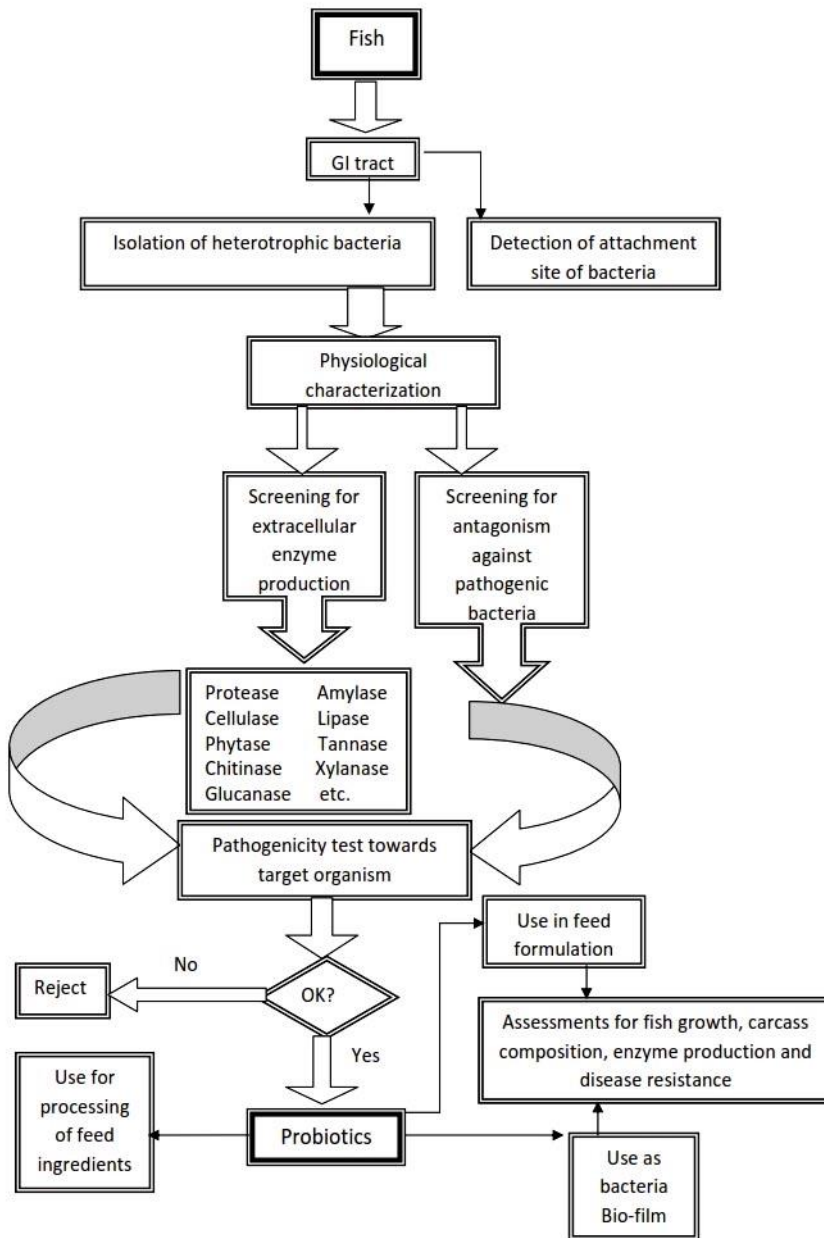 Fish
GI tract
Isolation of heterotrophic bacteria
Detection of attachment
site of bacteria
Physiological
characterization
Screening for
extracellular
enzyme
production
Screening for
antagonism
against
pathogenic
bacteria
Protease Amylase
Cellulase Lipase
Phytase Tannase
Chitinase Xylanase
Glucanase etc.
Pathogenicity test towards
target organism
Use in feed
formulation
No
Reject
OK?
Yes
Assessments for fish growth, carcass
composition, enzyme production and
disease resistance
Use for
processing
of feed
ingredients
Probiotics
Use as
bacteria
Bio-film